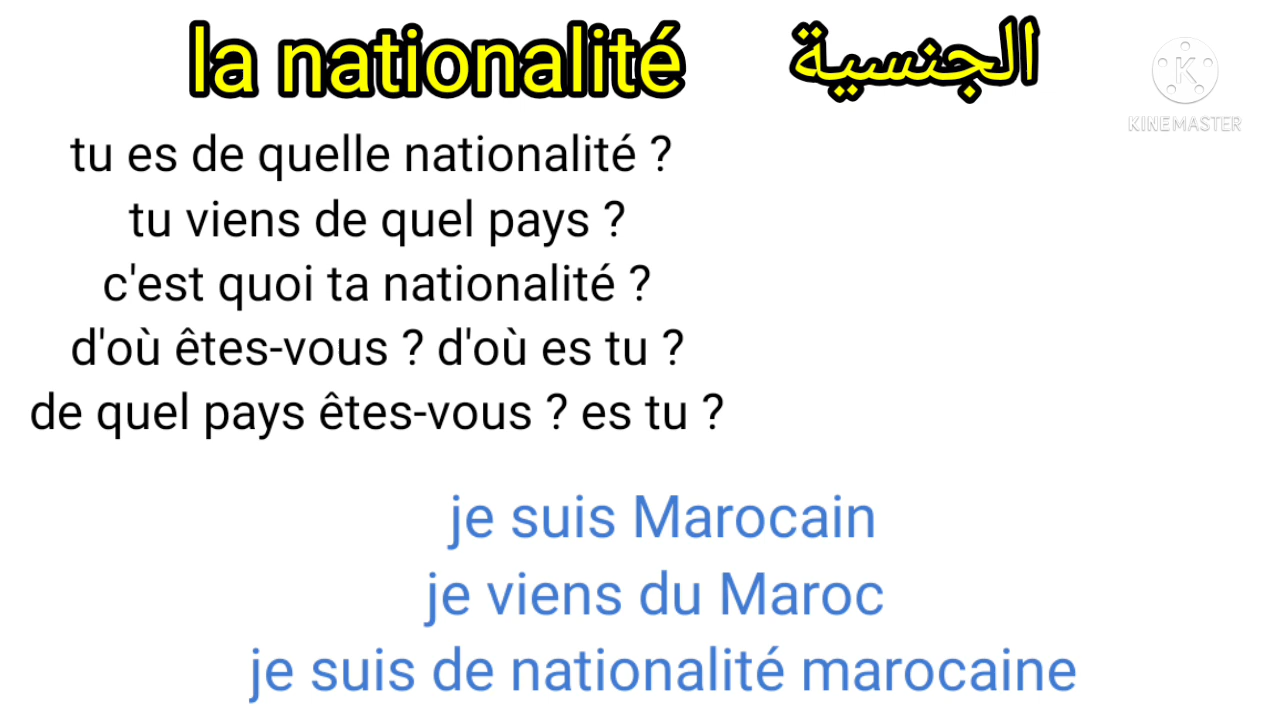 la nationalité الجنسية
KINEMASTER
tu es de quelle nationalité ?
tu viens de quel pays ?
c'est quoi ta nationalité ?
d'où êtes-vous ? d'où es tu ?
de quel pays êtes-vous ? es tu ?
je suis Marocain
je viens du Maroc
je suis de nationalité marocaine